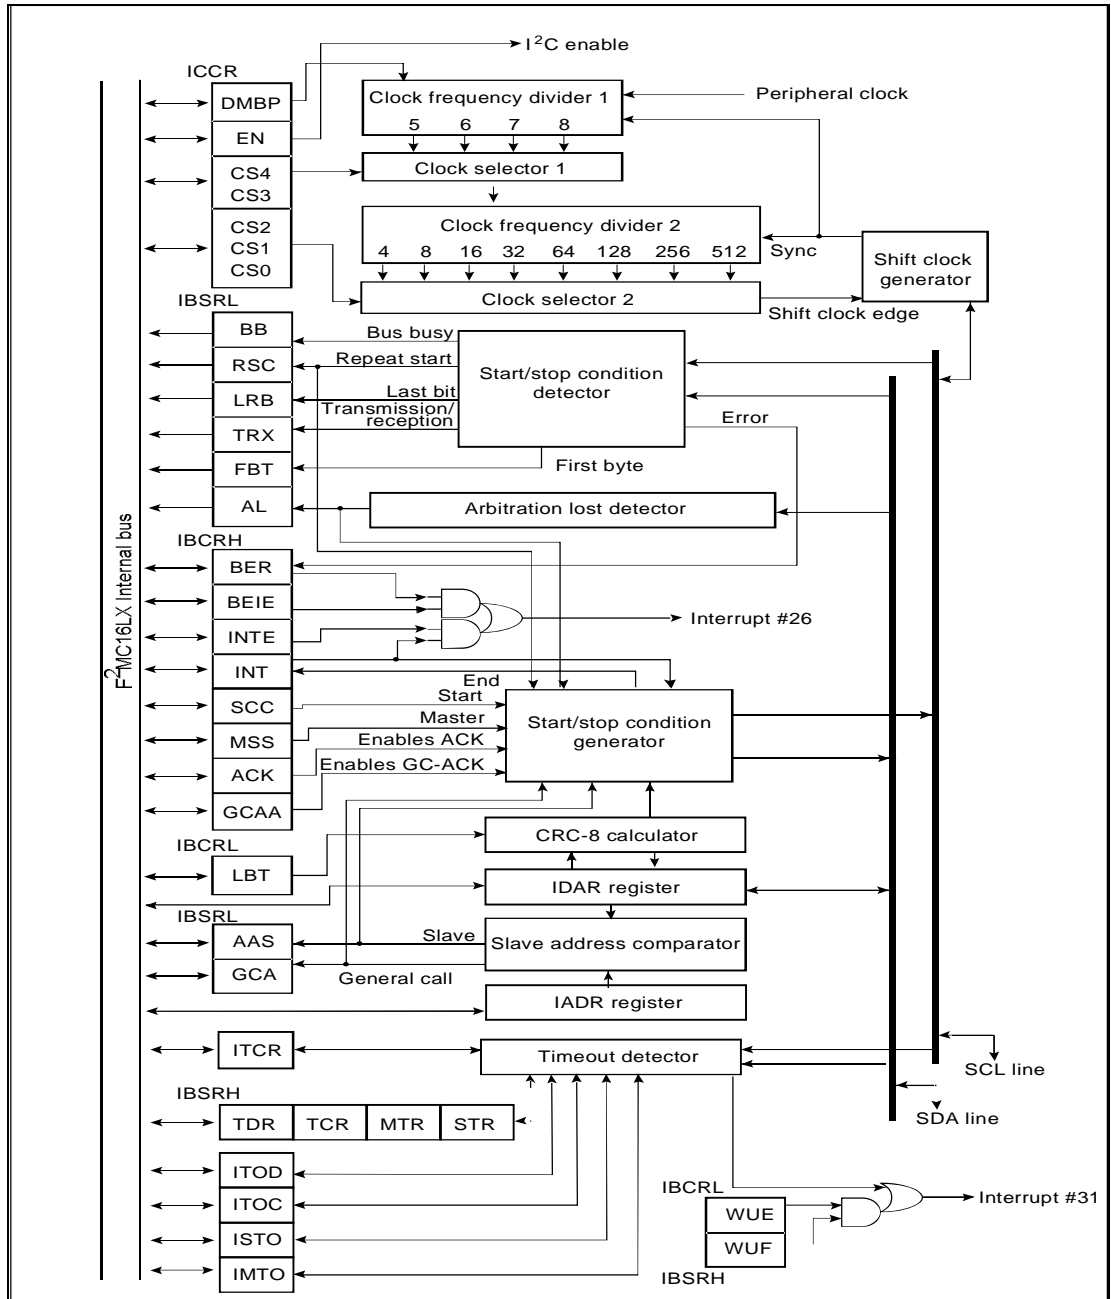 I²C enable
ICCR
DMBP
Clock frequency divider 1
Peripheral clock
5 6 7 8
EN
CS4
CS3
Clock selector 1
CS2
CS1
CS0
Clock frequency divider 2
4 8 16 32 64 128 256 512
Sync
Shift clock
generator
Clock selector 2
Shift clock edge
IBSRL
BB
Bus busy
RSC
Repeat start
Start/stop condition
detector
LRB
Last bit
Transmission/
reception
TRX
Error
FBT
First byte
AL
Arbitration lost detector
F²MC16LX Internal bus
IBCRH
BER
BEIE
Interrupt #26
INTE
INT
End
SCC
Start
MSS
Master
Start/stop condition
generator
ACK
Enables ACK
GCAA
Enables GC-ACK
IBCRL
CRC-8 calculator
LBT
IDAR register
IBSRL
AAS
Slave
Slave address comparator
GCA
General call
IADR register
ITCR
Timeout detector
SCL line
IBSRH
TDR TCR MTR STR
SDA line
ITOD
ITOC
ISTO
IMTO
IBCRL
WUE
Interrupt #31
WUF
IBSRH